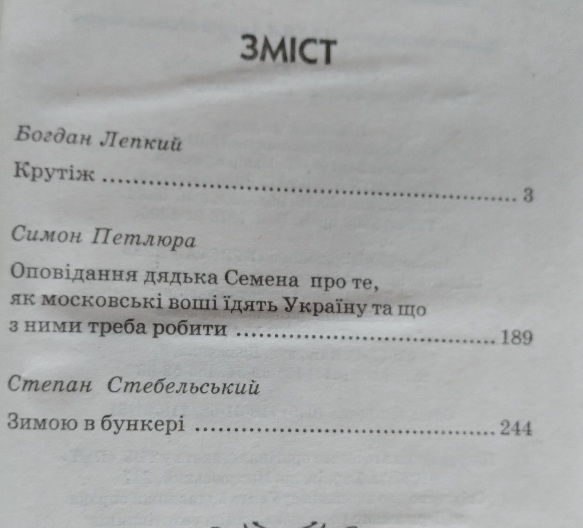 ЗМІСТ
Богдан Лепкий
Крутіж ........................................................ 3
Симон Петлюра
Оповідання дядька Семена про те,
як московські воші їдять Україну та що
з ними треба робити .................................... 189
Степан Стебельський
Зимою в бункері .......................................... 244